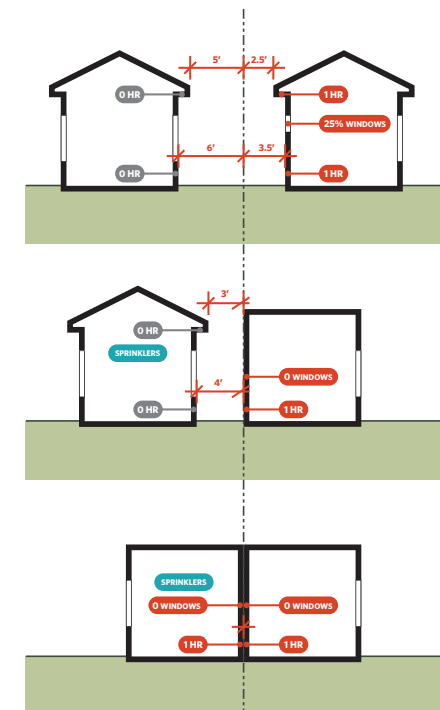 5′ 2.5′
0 HR 1 HR
25% WINDOWS
6′ 3.5′
0 HR 1 HR
3′
0 HR
SPRINKLERS
0 WINDOWS
4′
0 HR 1 HR
SPRINKLERS
0 WINDOWS 0 WINDOWS
1 HR 1 HR